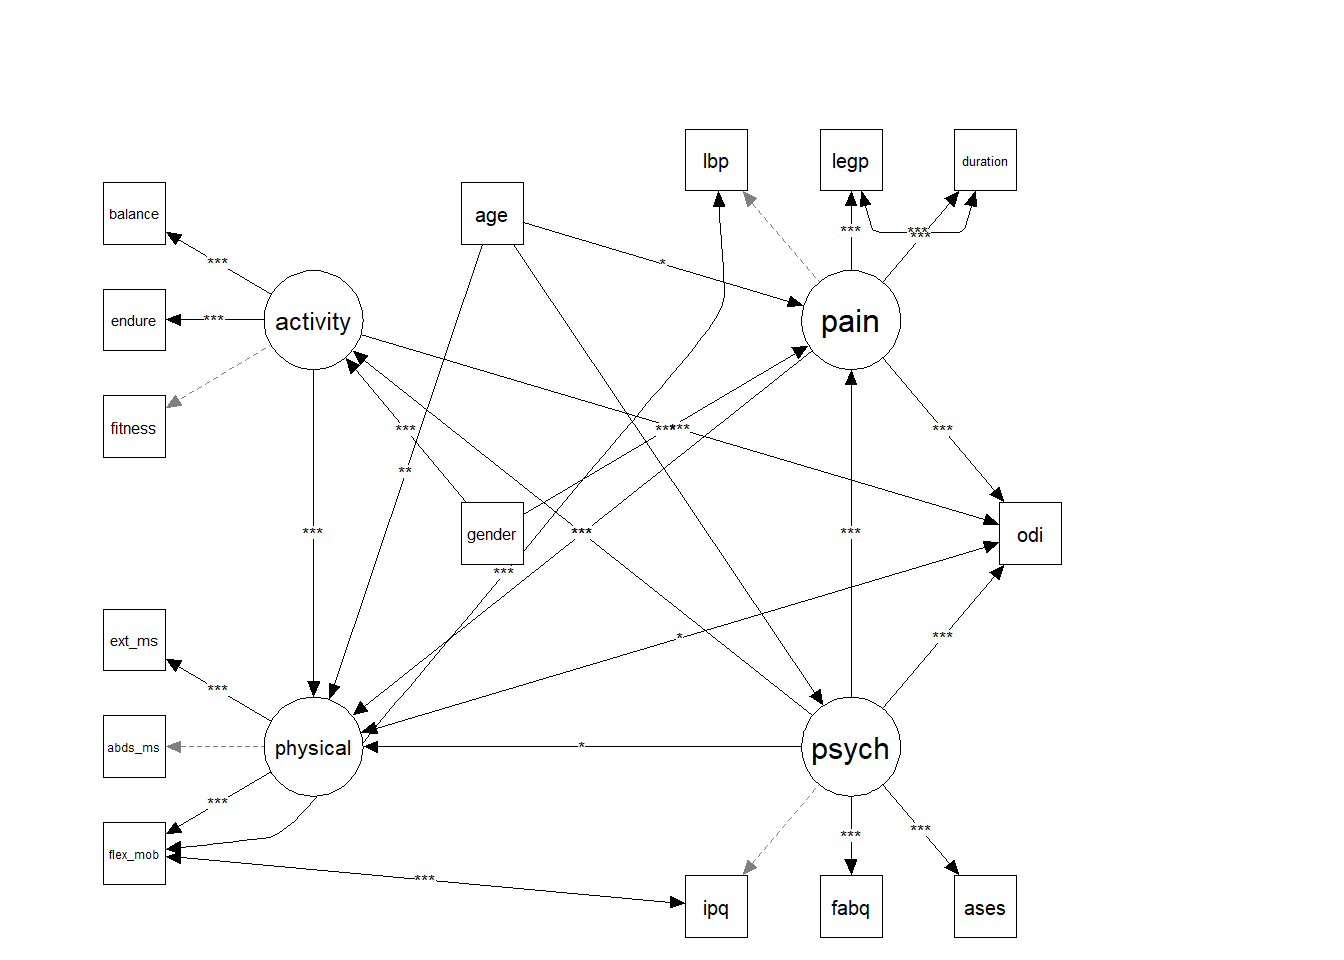 lbp
legp
duration
balance
age
***
***
***
*
***
endure
***
activity
pain
fitness
***
***
***
***
**
***
gender
***
***
odi
***
***
ext_ms
*
***
***
abds_ms
physical
*
psych
***
flex_mob
***
***
***
ipq
fabq
ases